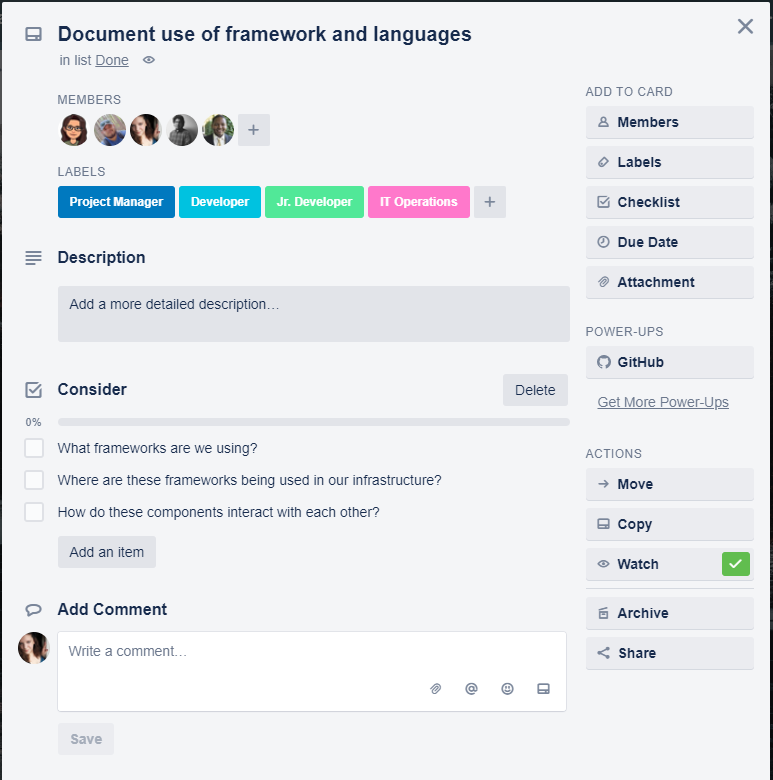 Document use of framework and languages
in list Done
MEMBERS
+
LABELS
Project Manager Developer Jr. Developer IT Operations +
Description
Add a more detailed description…
Consider
Delete
0%
What frameworks are we using?
Where are these frameworks being used in our infrastructure?
How do these components interact with each other?
Add an item
Add Comment
Write a comment…
@
Save
ADD TO CARD
Members
Labels
Checklist
Due Date
Attachment
POWER-UPS
GitHub
Get More Power-Ups
ACTIONS
Move
Copy
Watch
Archive
Share